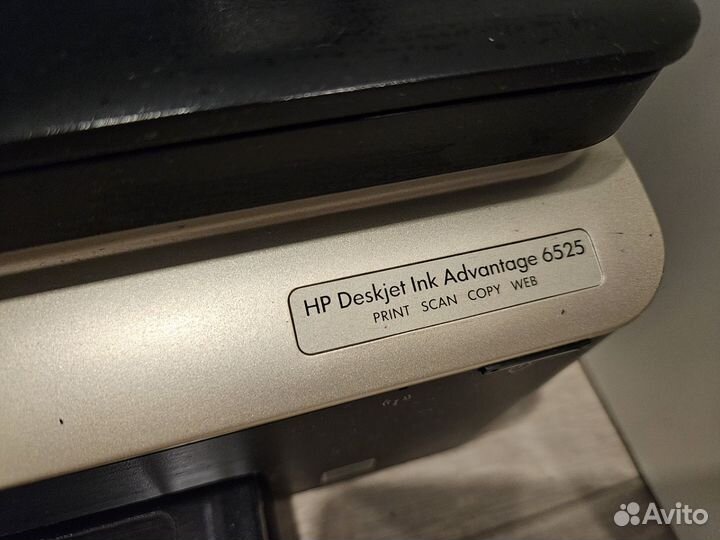 HP Deskjet Ink Advantage 6525
PRINT SCAN COPY WEB
Avito